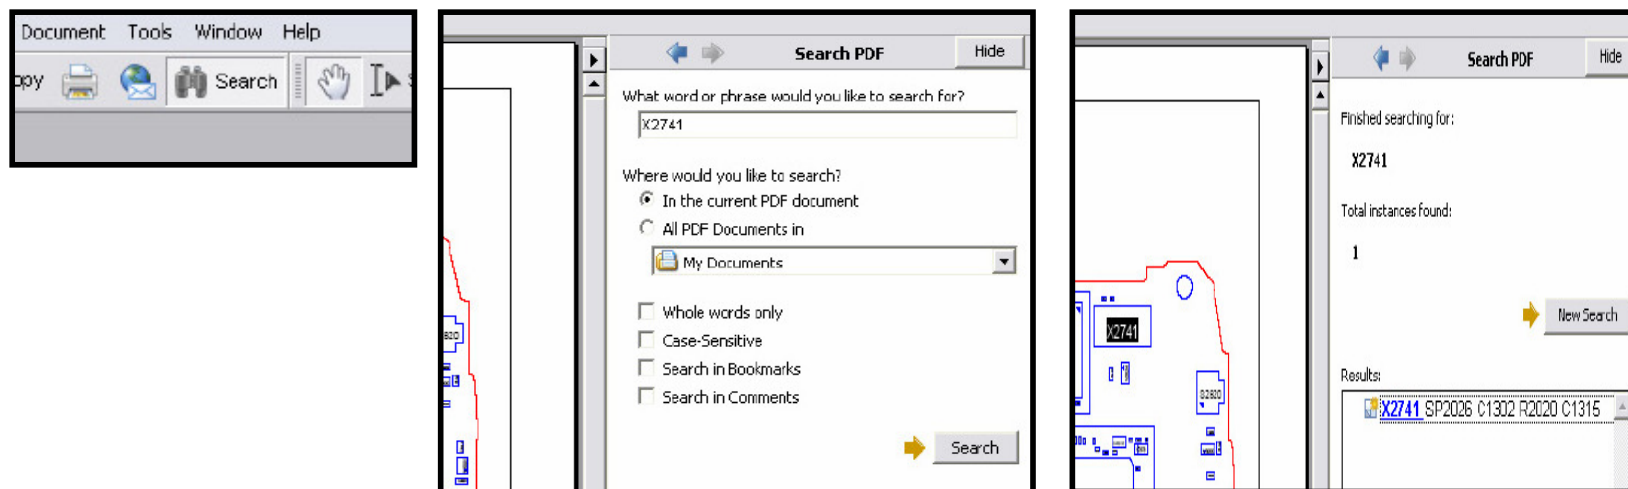 Document Tools Window Help
opy Search
Search PDF Hide
What word or phrase would you like to search for?
X2741
Where would you like to search?
In the current PDF document
All PDF Documents in
My Documents
Whole words only
Case-Sensitive
Search in Bookmarks
Search in Comments
Search
Search PDF Hide
Finished searching for:
X2741
Total instances found:
1
New Search
Results:
X2741 SP2026 C1302 R2020 C1315
X2741